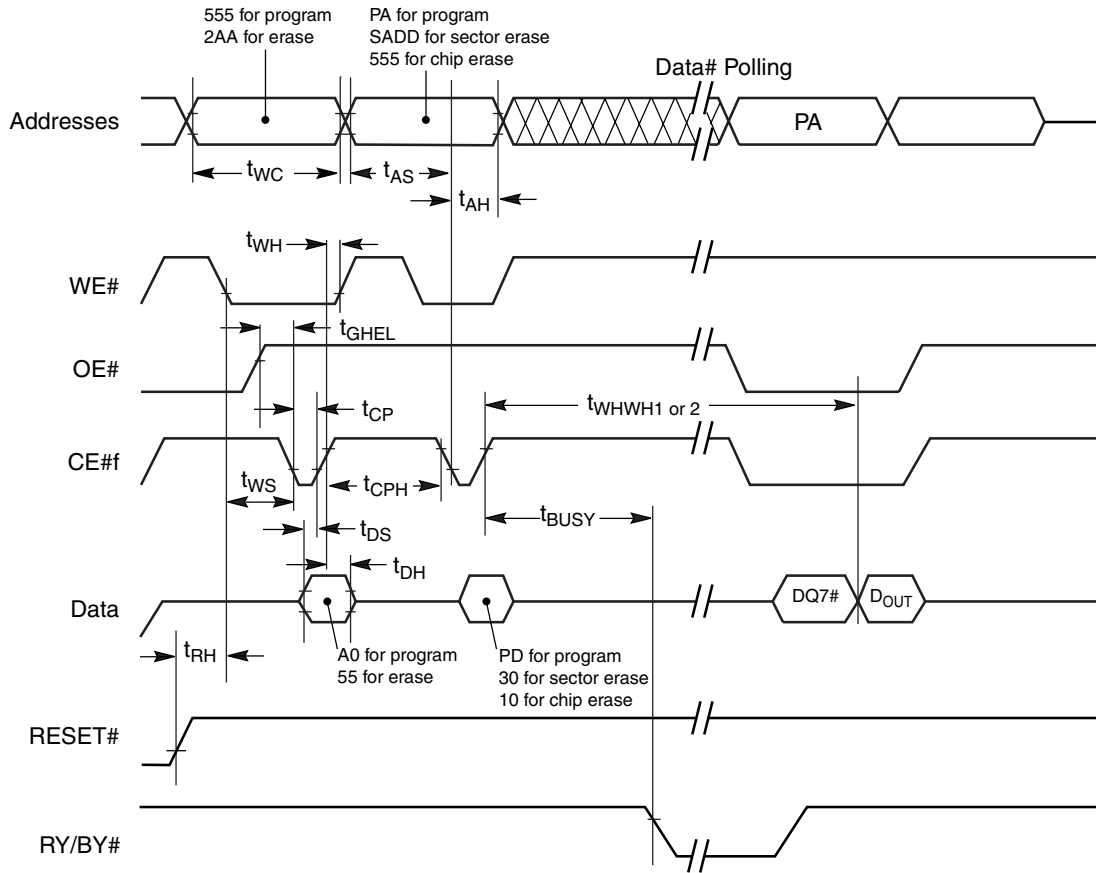 555 for program
2AA for erase
PA for program
SADD for sector erase
555 for chip erase
Data# Polling
Addresses
PA
tWC
tAS
tAH
tWH
WE#
tGHEL
OE#
tCP
tWHWH1 or 2
CE#f
tWS
tCPH
tBUSY
tDS
tDH
Data
DQ7#
DOUT
tRH
A0 for program
55 for erase
PD for program
30 for sector erase
10 for chip erase
RESET#
RY/BY#